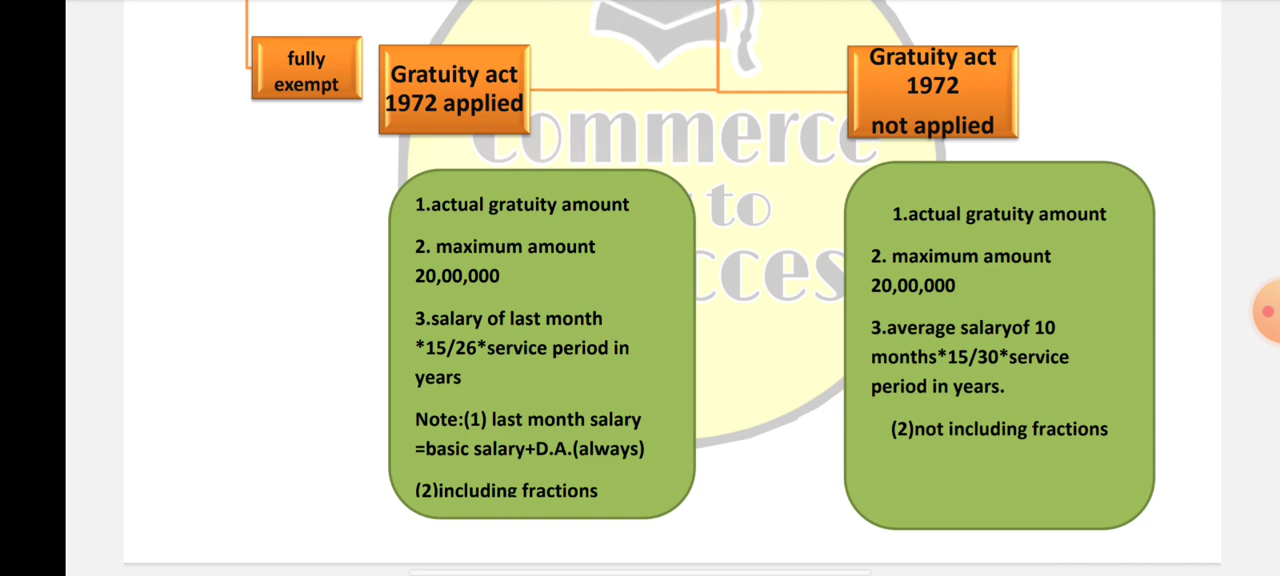 fully
exempt
Gratuity act
1972 applied
Gratuity act
1972
not applied
commerce
to
1.actual gratuity amount
2. maximum amount
20,00,000
3.salary of last month
*15/26*service period in
years
Note:(1) last month salary
=basic salary+D.A.(always)
(2)including fractions
1.actual gratuity amount
2. maximum amount
20,00,000
3.average salaryof 10
months*15/30*service
period in years.
(2)not including fractions